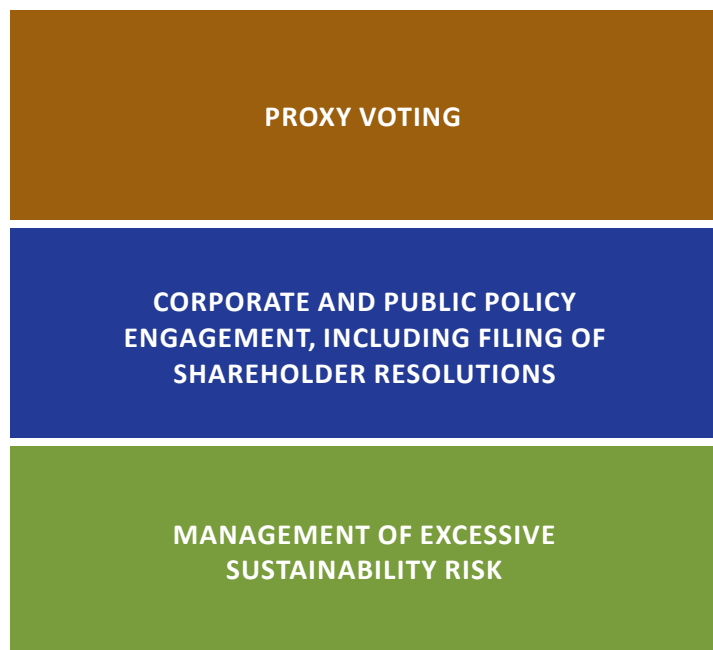 PROXY VOTING
CORPORATE AND PUBLIC POLICY
ENGAGEMENT, INCLUDING FILING OF
SHAREHOLDER RESOLUTIONS
MANAGEMENT OF EXCESSIVE
SUSTAINABILITY RISK